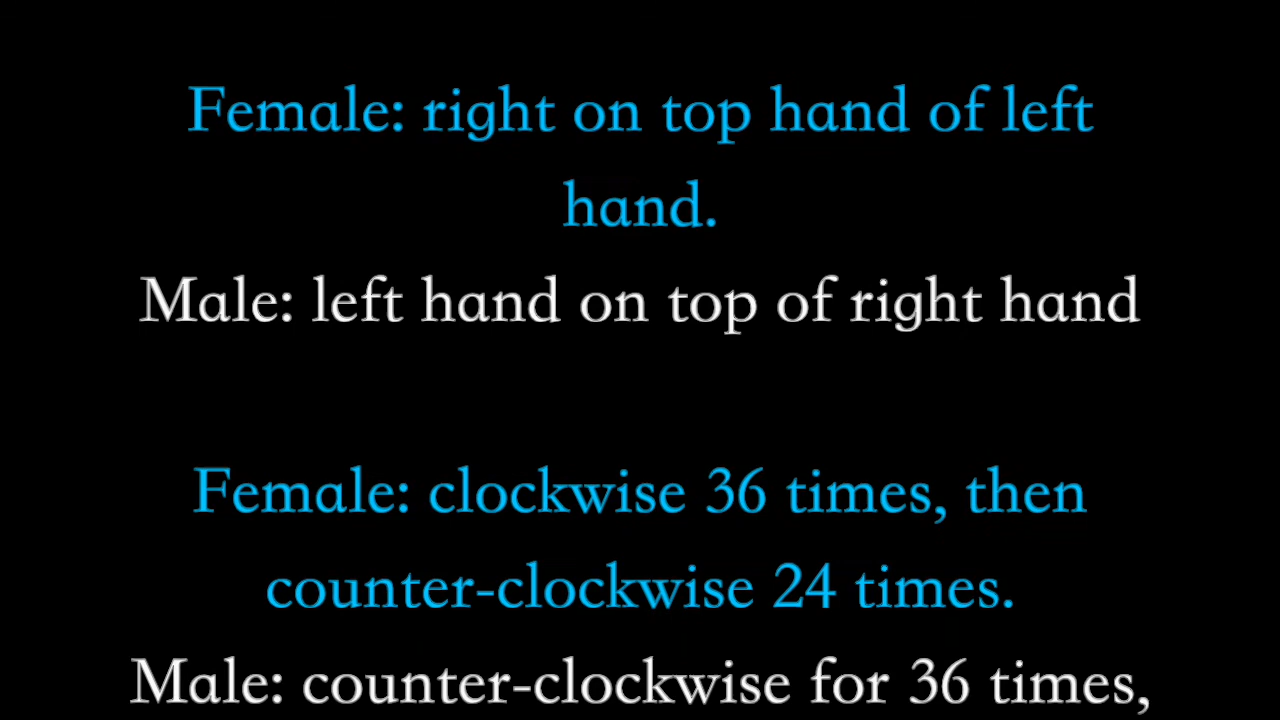 Female: right on top hand of left
hand.
Male: left hand on top of right hand
Female: clockwise 36 times, then
counter-clockwise 24 times.
Male: counter-clockwise for 36 times,